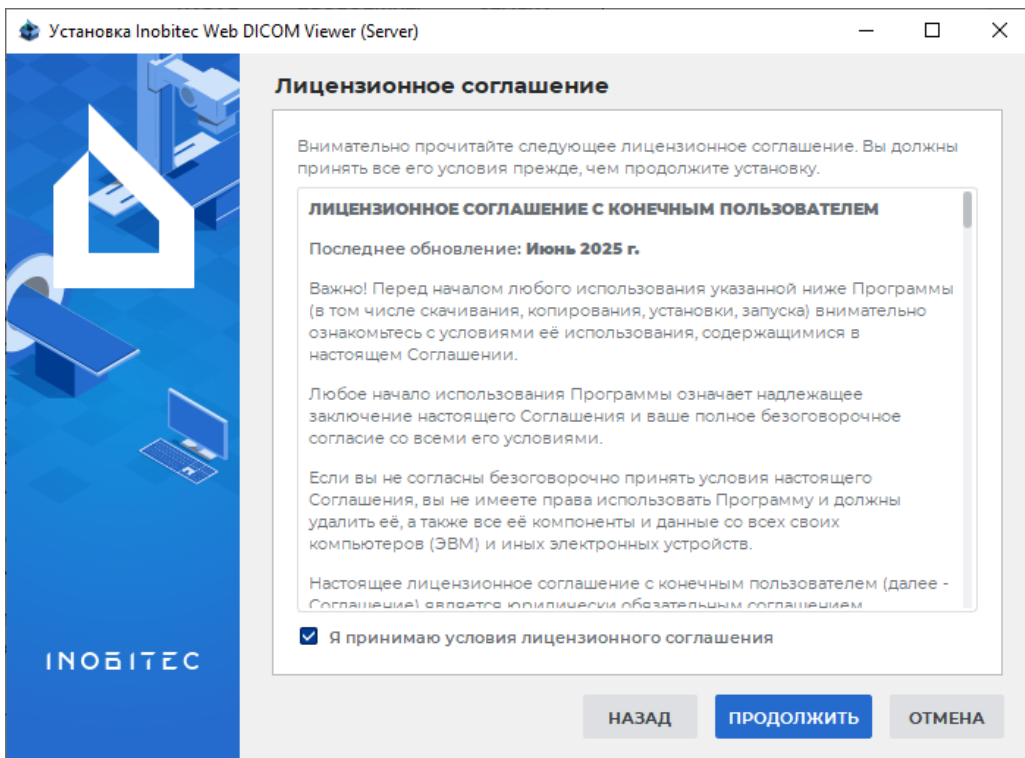 Установка Inobitec Web DICOM Viewer (Server)
Лицензионное соглашение
Внимательно прочитайте следующее лицензионное соглашение. Вы должны
принять все его условия прежде, чем продолжите установку.
ЛИЦЕНЗИОННОЕ СОГЛАШЕНИЕ С КОНЕЧНЫМ ПОЛЬЗОВАТЕЛЕМ
Последнее обновление: Июнь 2025 г.
Важно! Перед началом любого использования указанной ниже Программы
(в том числе скачивания, копирования, установки, запуска) внимательно
ознакомьтесь с условиями её использования, содержащимися в
настоящем Соглашении.
Любое начало использования Программы означает надлежащее
заключение настоящего Соглашения и ваше полное безоговорочное
согласие со всеми его условиями.
Если вы не согласны безоговорочно принять условия настоящего
Соглашения, вы не имеете права использовать Программу и должны
удалить её, а также все её компоненты и данные со всех своих
компьютеров (ЭВМ) и иных электронных устройств.
Настоящее лицензионное соглашение с конечным пользователем (далее -
Соглашение) является юридически обязательным соглашением
Я принимаю условия лицензионного соглашения
INOBITEC
НАЗАД
ПРОДОЛЖИТЬ
ОТМЕНА